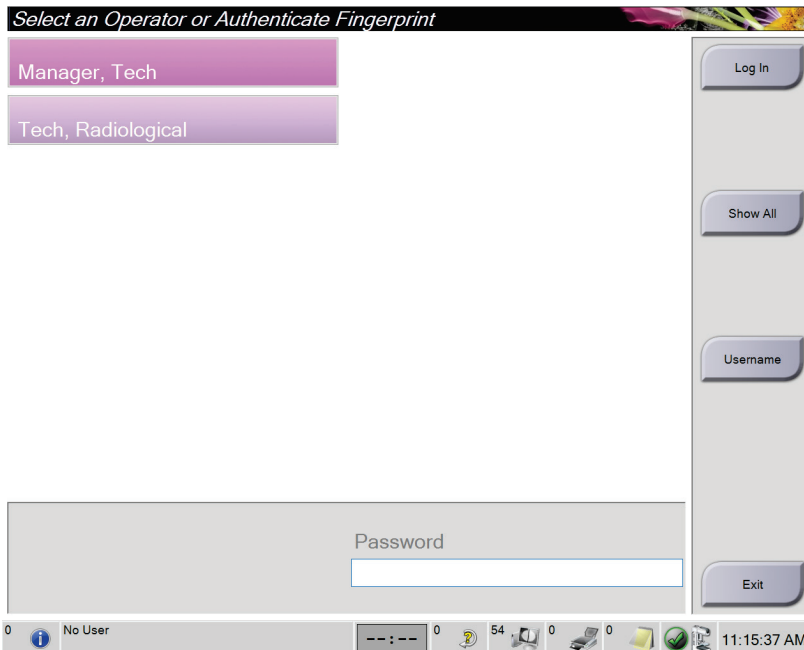 Select an Operator or Authenticate Fingerprint
Manager, Tech
Log In
Tech, Radiological
Show All
Username
Password
Exit
0
No User
--:--
0
54
0
0
11:15:37 AM